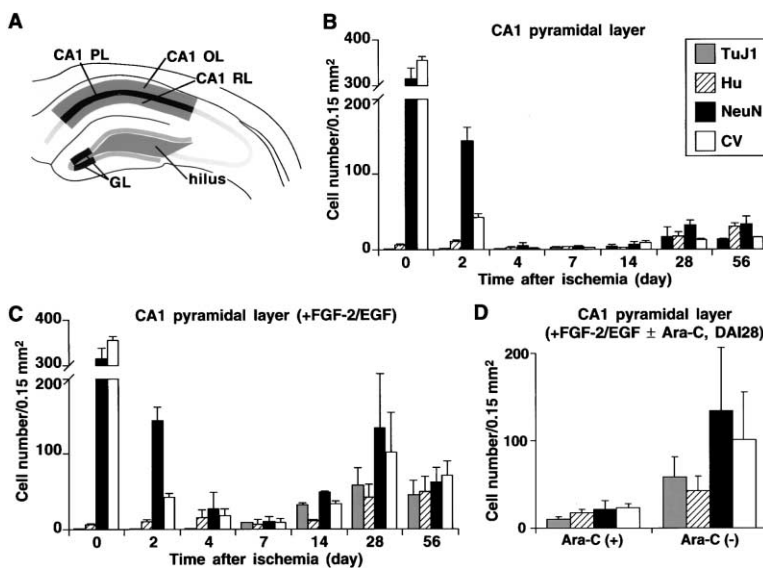 A
CA1 PL
CA1 OL
CA1 RL
GL
hilus
B
CA1 pyramidal layer
TuJ1
Hu
NeuN
CV
Cell number/0.15 mm²
400
300
200
100
0
0 2 4 7 14 28 56
Time after ischemia (day)
C
CA1 pyramidal layer (+FGF-2/EGF)
Cell number/0.15 mm²
400
300
200
100
0
0 2 4 7 14 28 56
Time after ischemia (day)
D
CA1 pyramidal layer
(+FGF-2/EGF ± Ara-C, DAI28)
Cell number/0.15 mm²
200
100
0
Ara-C (+) Ara-C (-)